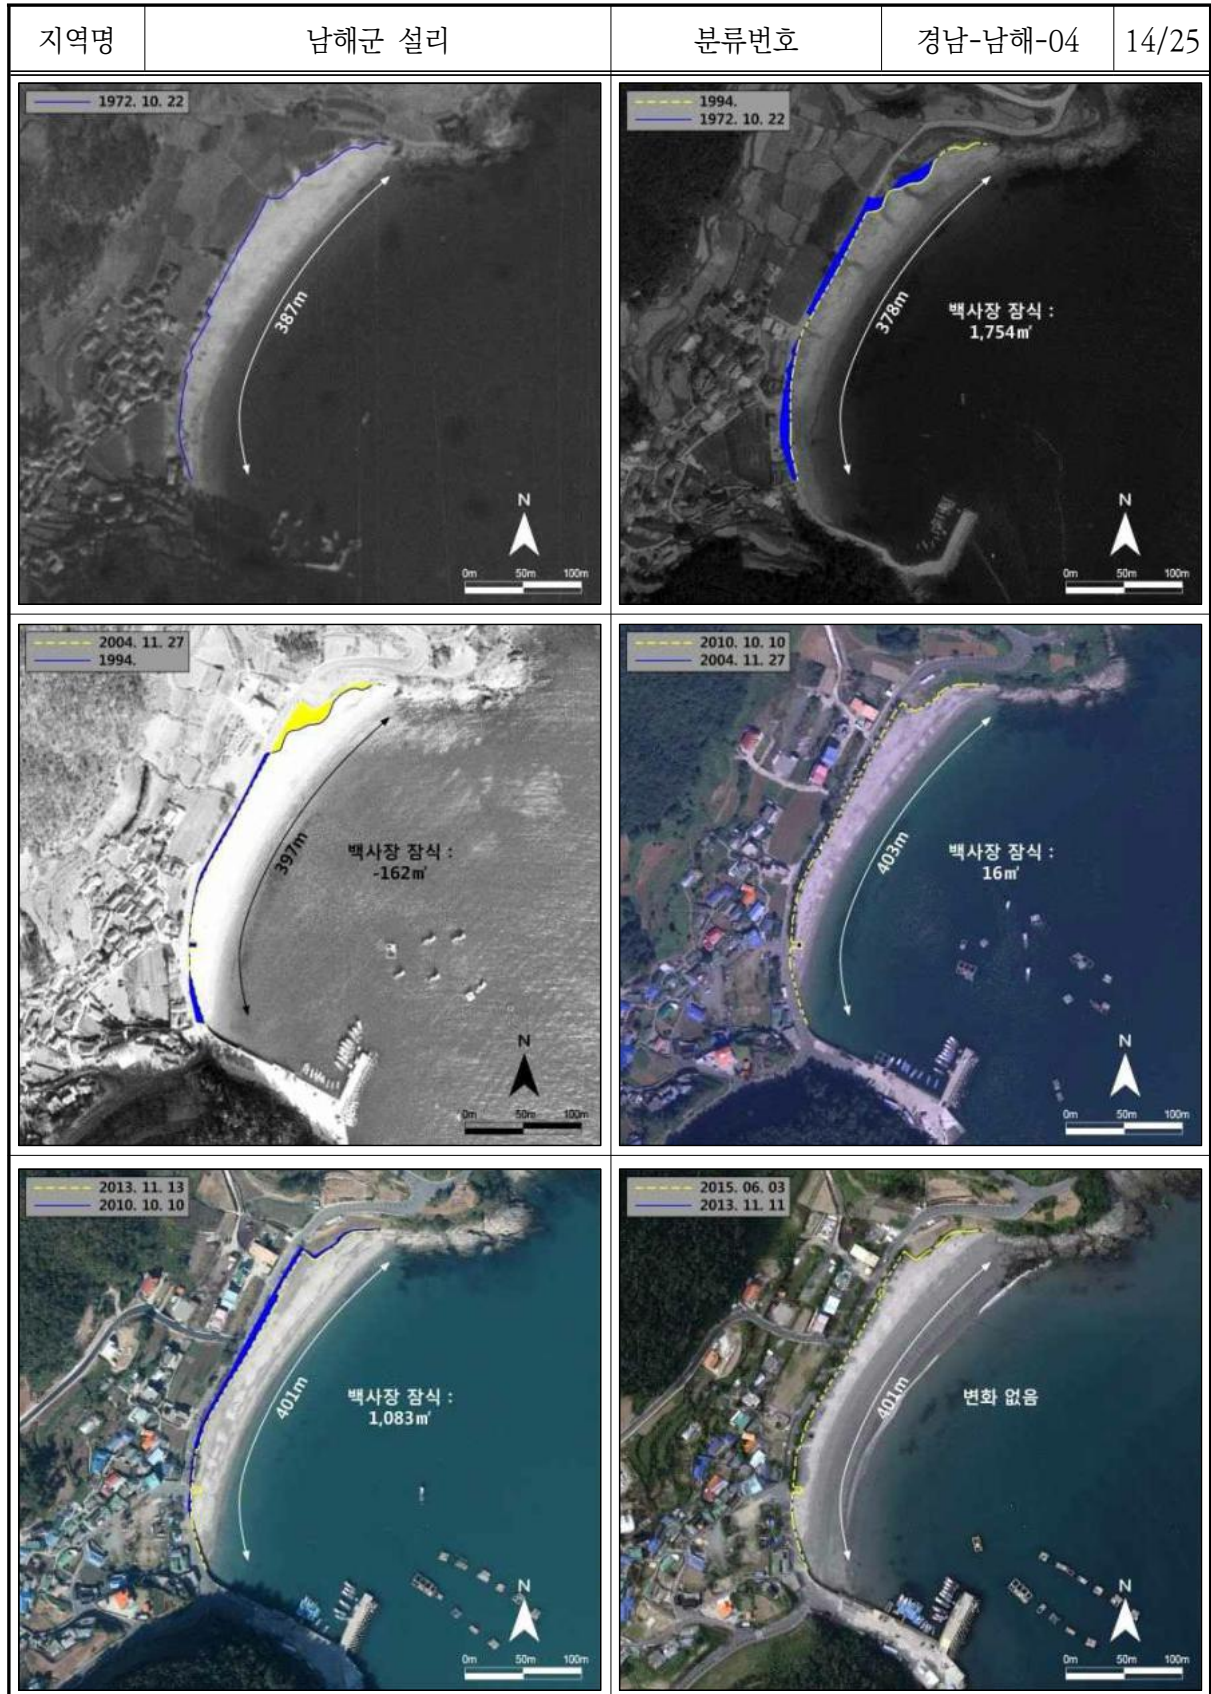 지역명 남해군 설리 분류번호 경남-남해-04 14/25
1972. 10. 22
387m
N
0m 50m 100m
1994.
1972. 10. 22
378m
백사장 잠식 :
1,754㎡
N
0m 50m 100m
2004. 11. 27
1994.
397m
백사장 잠식 :
-162㎡
N
0m 50m 100m
2010. 10. 10
2004. 11. 27
403m
백사장 잠식 :
16㎡
N
0m 50m 100m
2013. 11. 13
2010. 10. 10
401m
백사장 잠식 :
1,083㎡
N
0m 50m 100m
2015. 06. 03
2013. 11. 11
401m
변화 없음
N
0m 50m 100m